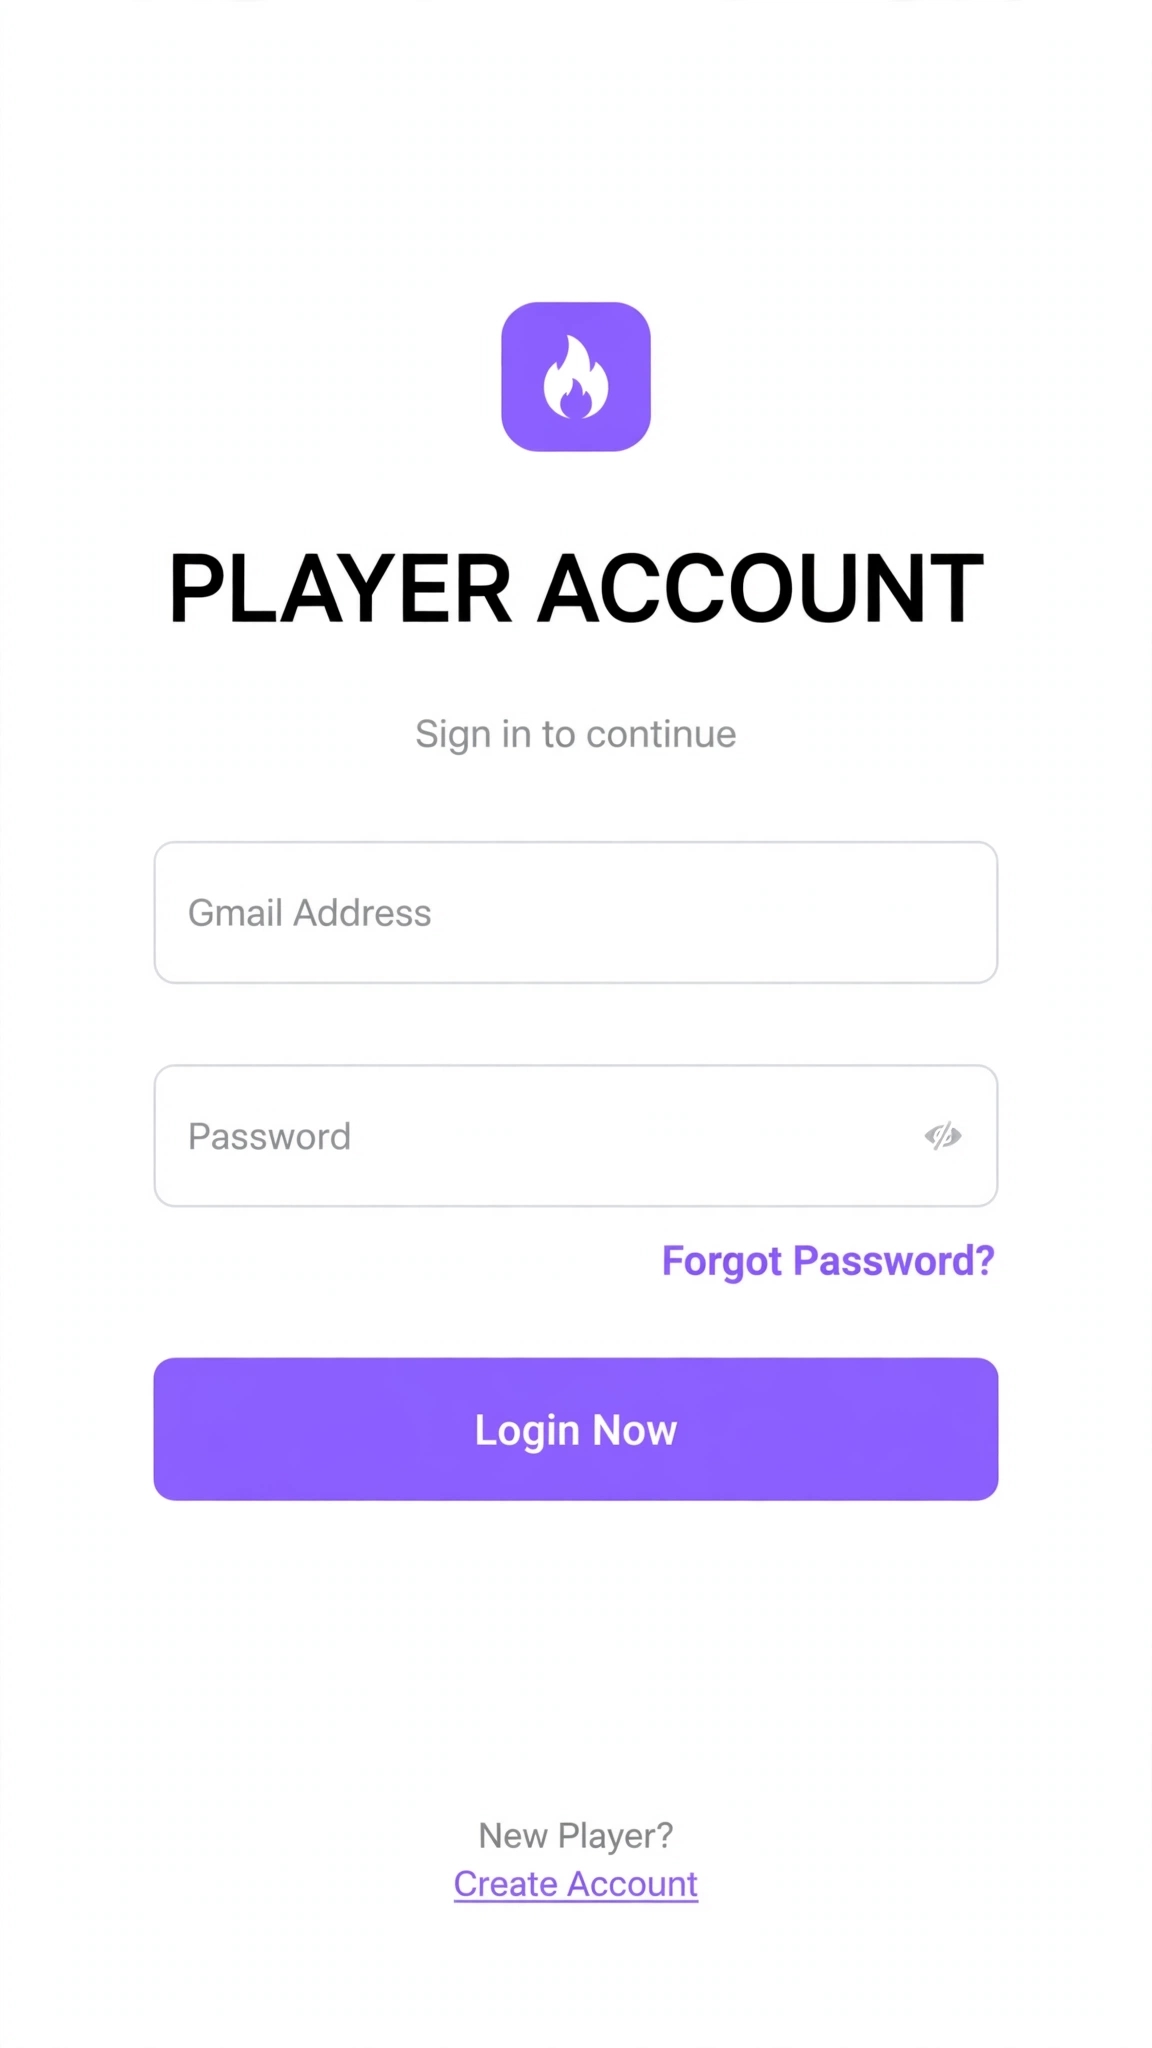 PLAYER ACCOUNT
Sign in to continue
Gmail Address
Password
Forgot Password?
Login Now
New Player?
Create Account